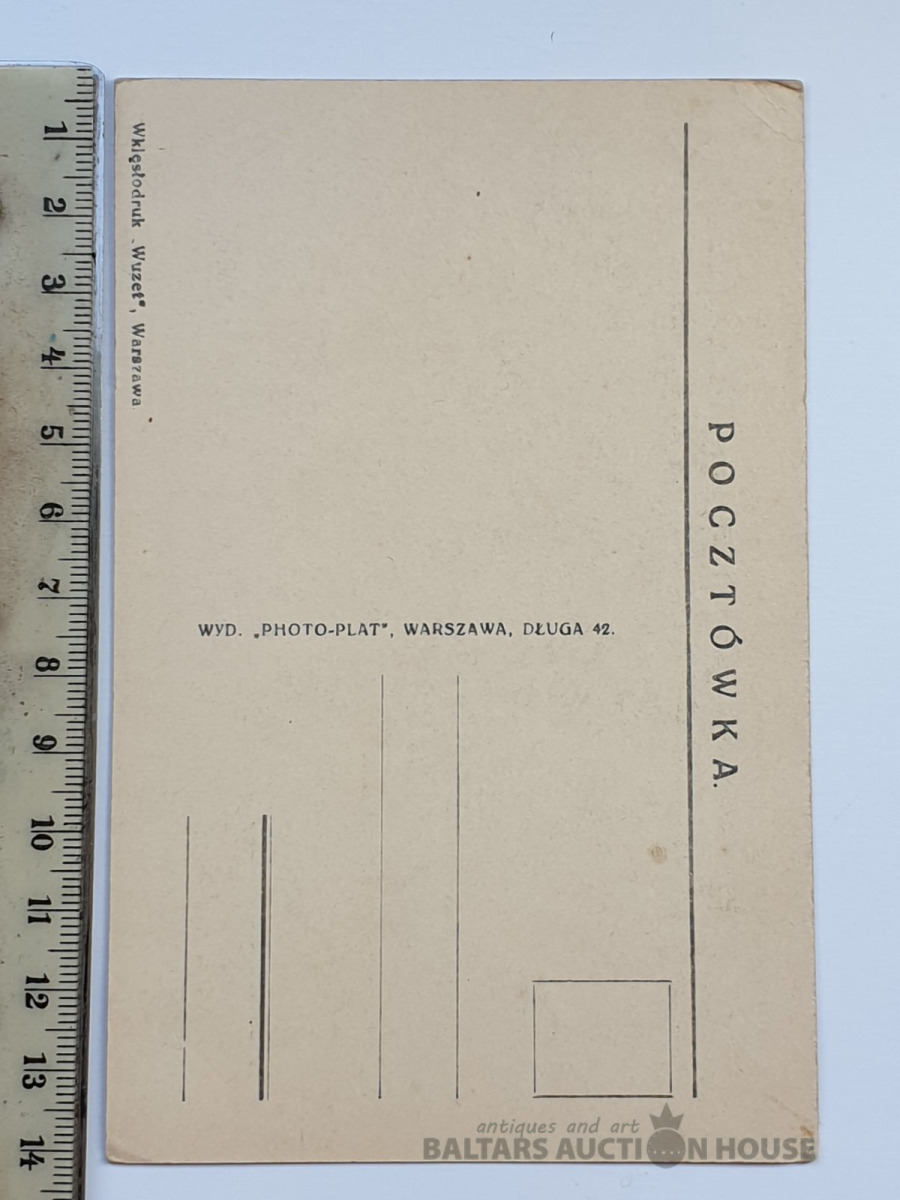 1
2
3
4
5
6
7
8
9
10
11
12
13
14
Wklęsłodruk „Wuzet", Warszawa
POCZTÓWKA.
WYD. „PHOTO-PLAT", WARSZAWA, DŁUGA 42.
antiques and art
BALTARS AUCTION HOUSE